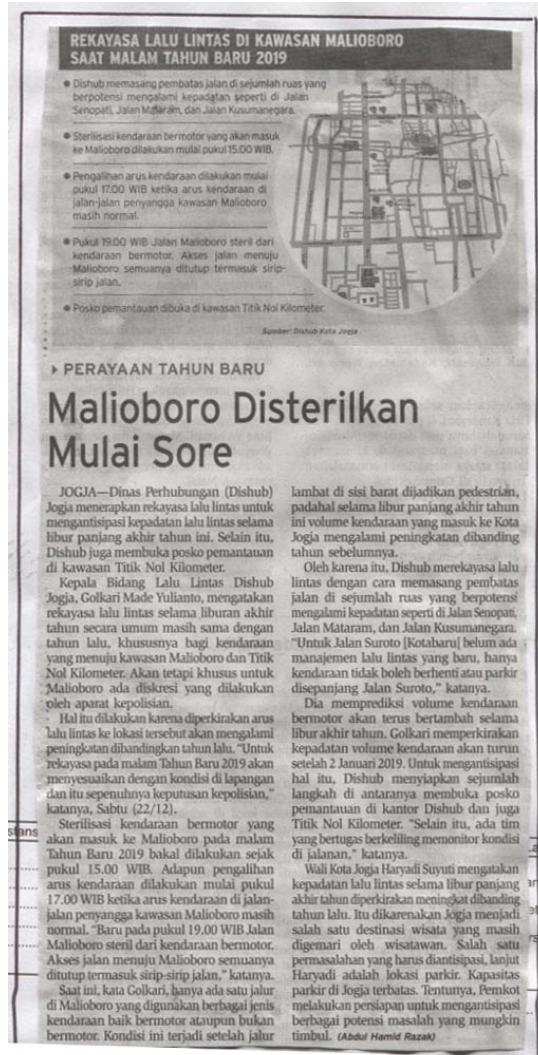 REKAYASA LALU LINTAS DI KAWASAN MALIOBORO
SAAT MALAM TAHUN BARU 2019
● Dishub memasang pembatas jalan di sejumlah ruas yang
berpotensi mengalami kepadatan seperti di Jalan
Senopati, Jalan Mataram, dan Jalan Kusumanegara.
● Sterilisasi kendaraan bermotor yang akan masuk
ke Malioboro dilakukan mulai pukul 15.00 WIB.
● Pengalihan arus kendaraan dilakukan mulai
pukul 17.00 WIB ketika arus kendaraan di
jalan-jalan penyangga kawasan Malioboro
masih normal.
● Pukul 19.00 WIB Jalan Malioboro steril dari
kendaraan bermotor. Akses jalan menuju
Malioboro semuanya ditutup termasuk sirip-
sirip jalan.
● Posko pemantauan dibuka di kawasan Titik Nol Kilometer.
Sumber: Dishub Kota Jogja
PERAYAAN TAHUN BARU
Malioboro Disterilkan
Mulai Sore
JOGJA—Dinas Perhubungan (Dishub)
Jogja menerapkan rekayasa lalu lintas untuk
mengantisipasi kepadatan lalu lintas selama
libur panjang akhir tahun ini. Selain itu,
Dishub juga membuka posko pemantauan
di kawasan Titik Nol Kilometer.
Kepala Bidang Lalu Lintas Dishub
Jogja, Golkari Made Yulianto, mengatakan
rekayasa lalu lintas selama liburan akhir
tahun secara umum masih sama dengan
tahun lalu, khususnya bagi kendaraan
yang menuju kawasan Malioboro dan Titik
Nol Kilometer. Akan tetapi khusus untuk
Malioboro ada diskresi yang dilakukan
oleh aparat kepolisian.
Hal itu dilakukan karena diperkirakan arus
lalu lintas ke lokasi tersebut akan mengalami
peningkatan dibandingkan tahun lalu. "Untuk
rekayasa pada malam Tahun Baru 2019 akan
menyesuaikan dengan kondisi di lapangan
dan itu sepenuhnya keputusan kepolisian,"
katanya, Sabtu (22/12).
Sterilisasi kendaraan bermotor yang
akan masuk ke Malioboro pada malam
Tahun Baru 2019 bakal dilakukan sejak
pukul 15.00 WIB. Adapun pengalihan
arus kendaraan dilakukan mulai pukul
17.00 WIB ketika arus kendaraan di jalan-
jalan penyangga kawasan Malioboro masih
normal. "Baru pada pukul 19.00 WIB Jalan
Malioboro steril dari kendaraan bermotor.
Akses jalan menuju Malioboro semuanya
ditutup termasuk sirip-sirip jalan," katanya.
Saat ini, kata Golkari, hanya ada satu jalur
di Malioboro yang digunakan berbagai jenis
kendaraan baik bermotor ataupun bukan
bermotor. Kondisi ini terjadi setelah jalur
lambat di sisi barat dijadikan pedestrian,
padahal selama libur panjang akhir tahun
ini volume kendaraan yang masuk ke Kota
Jogja mengalami peningkatan dibanding
tahun sebelumnya.
Oleh karena itu, Dishub merekayasa lalu
lintas dengan cara memasang pembatas
jalan di sejumlah ruas yang berpotensi
mengalami kepadatan seperti di Jalan Senopati,
Jalan Mataram, dan Jalan Kusumanegara.
"Untuk Jalan Suroto [Kotabaru] belum ada
manajemen lalu lintas yang baru, hanya
kendaraan tidak boleh berhenti atau parkir
disepanjang Jalan Suroto," katanya.
Dia memprediksi volume kendaraan
bermotor akan terus bertambah selama
libur akhir tahun. Golkari memperkirakan
kepadatan volume kendaraan akan turun
setelah 2 Januari 2019. Untuk mengantisipasi
hal itu, Dishub menyiapkan sejumlah
langkah di antaranya membuka posko
pemantauan di kantor Dishub dan juga
Titik Nol Kilometer. "Selain itu, ada tim
yang bertugas berkeliling memonitor kondisi
di jalanan," katanya.
Wali Kota Jogja Haryadi Suyuti mengatakan
kepadatan lalu lintas selama libur panjang
akhir tahun diperkirakan meningkat dibanding
tahun lalu. Itu dikarenakan Jogja menjadi
salah satu destinasi wisata yang masih
digemari oleh wisatawan. Salah satu
permasalahan yang harus diantisipasi, lanjut
Haryadi adalah lokasi parkir. Kapasitas
parkir di Jogja terbatas. Tentunya, Pemkot
melakukan persiapan untuk mengantisipasi
berbagai potensi masalah yang mungkin
timbul. (Abdul Hamid Razak)